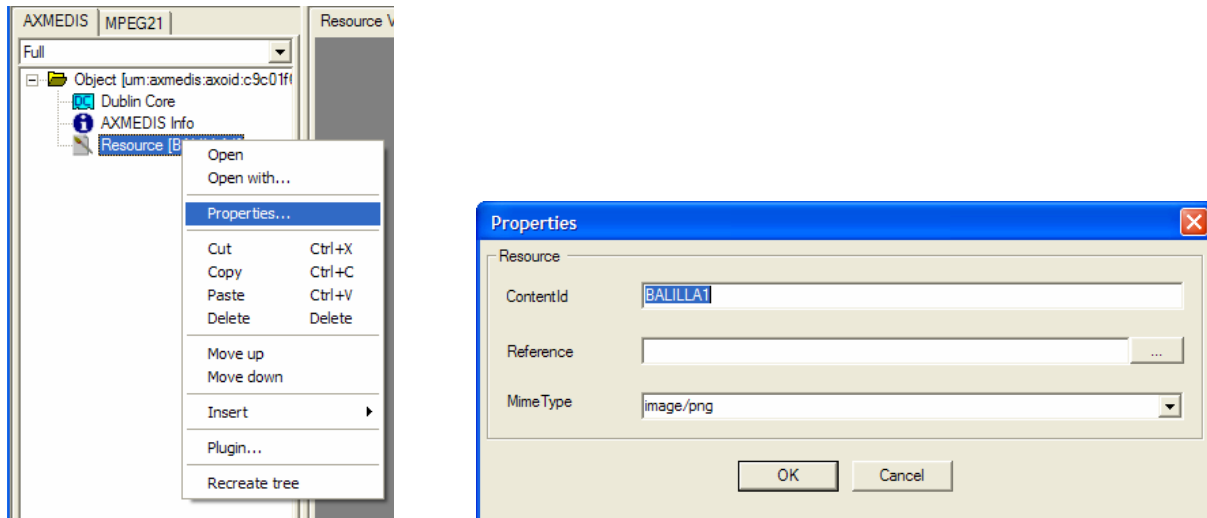 AXMEDIS
MPEG21
Resource V
Full
Object [urn:axmedis:axoid:c9c01f
Dublin Core
AXMEDIS Info
Resource [B
Open
Open with...
Properties...
Cut Ctrl+X
Copy Ctrl+C
Paste Ctrl+V
Delete Delete
Move up
Move down
Insert
Plugin...
Recreate tree
Properties
Resource
ContentId BALILLA1
Reference ...
MimeType image/png
OK Cancel